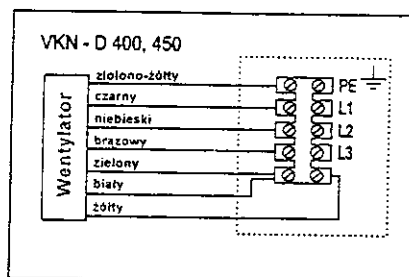 VKN - D 400, 450
zielono-żółty
czarny
niebieski
brązowy
zielony
biały
żółty
Wentylator
PE
L1
L2
L3